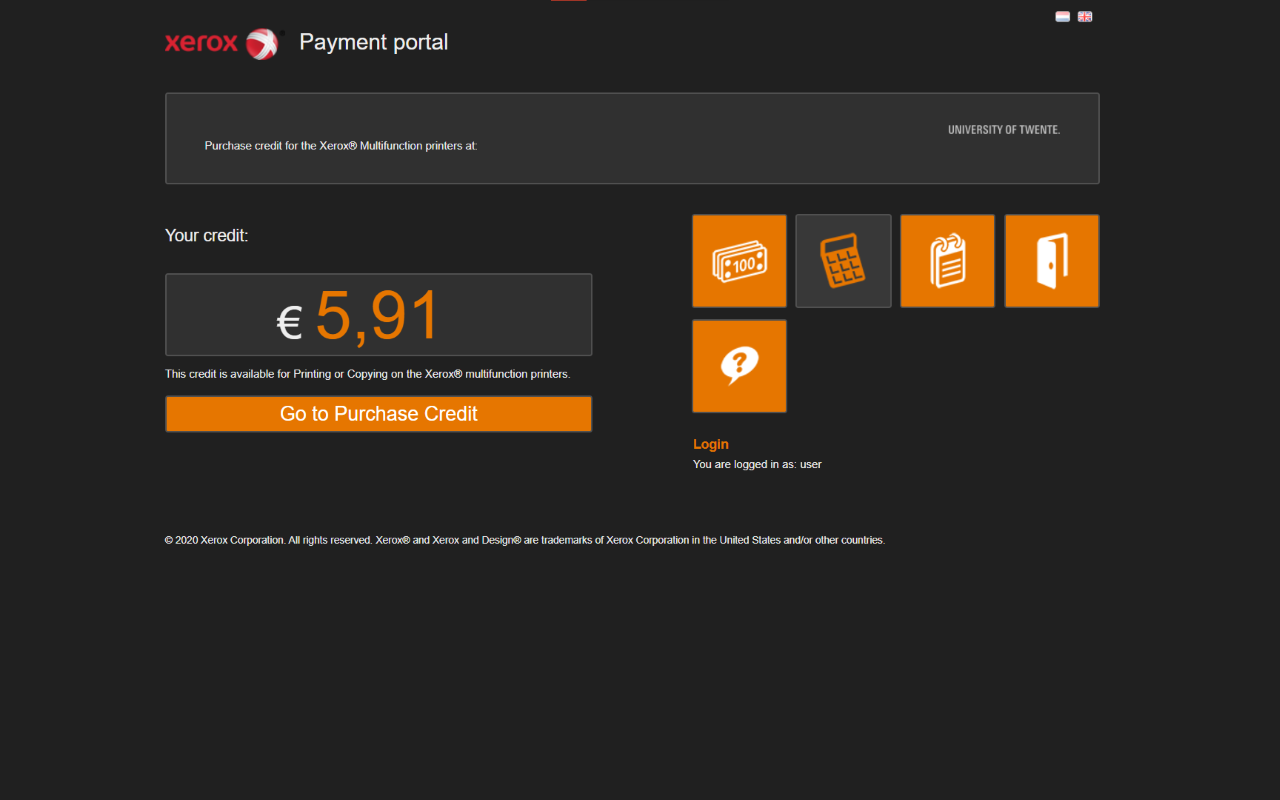 xerox
Payment portal
UNIVERSITY OF TWENTE.
Purchase credit for the Xerox® Multifunction printers at:
Your credit:
100
€ 5,91
This credit is available for Printing or Copying on the Xerox® multifunction printers.
Go to Purchase Credit
?
Login
You are logged in as: user
© 2020 Xerox Corporation. All rights reserved. Xerox® and Xerox and Design® are trademarks of Xerox Corporation in the United States and/or other countries.